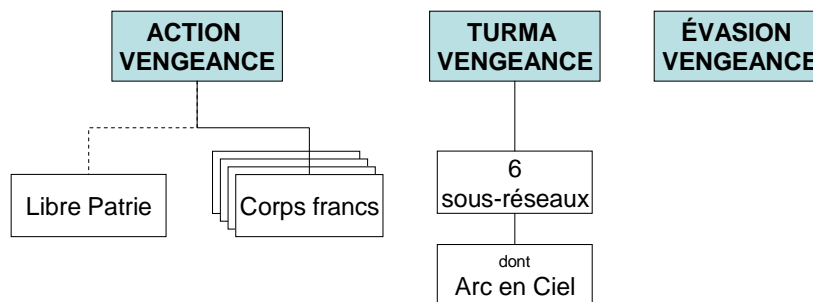 ACTION
VENGEANCE
TURMA
VENGEANCE
ÉVASION
VENGEANCE
Libre Patrie
Corps francs
6
sous-réseaux
dont
Arc en Ciel